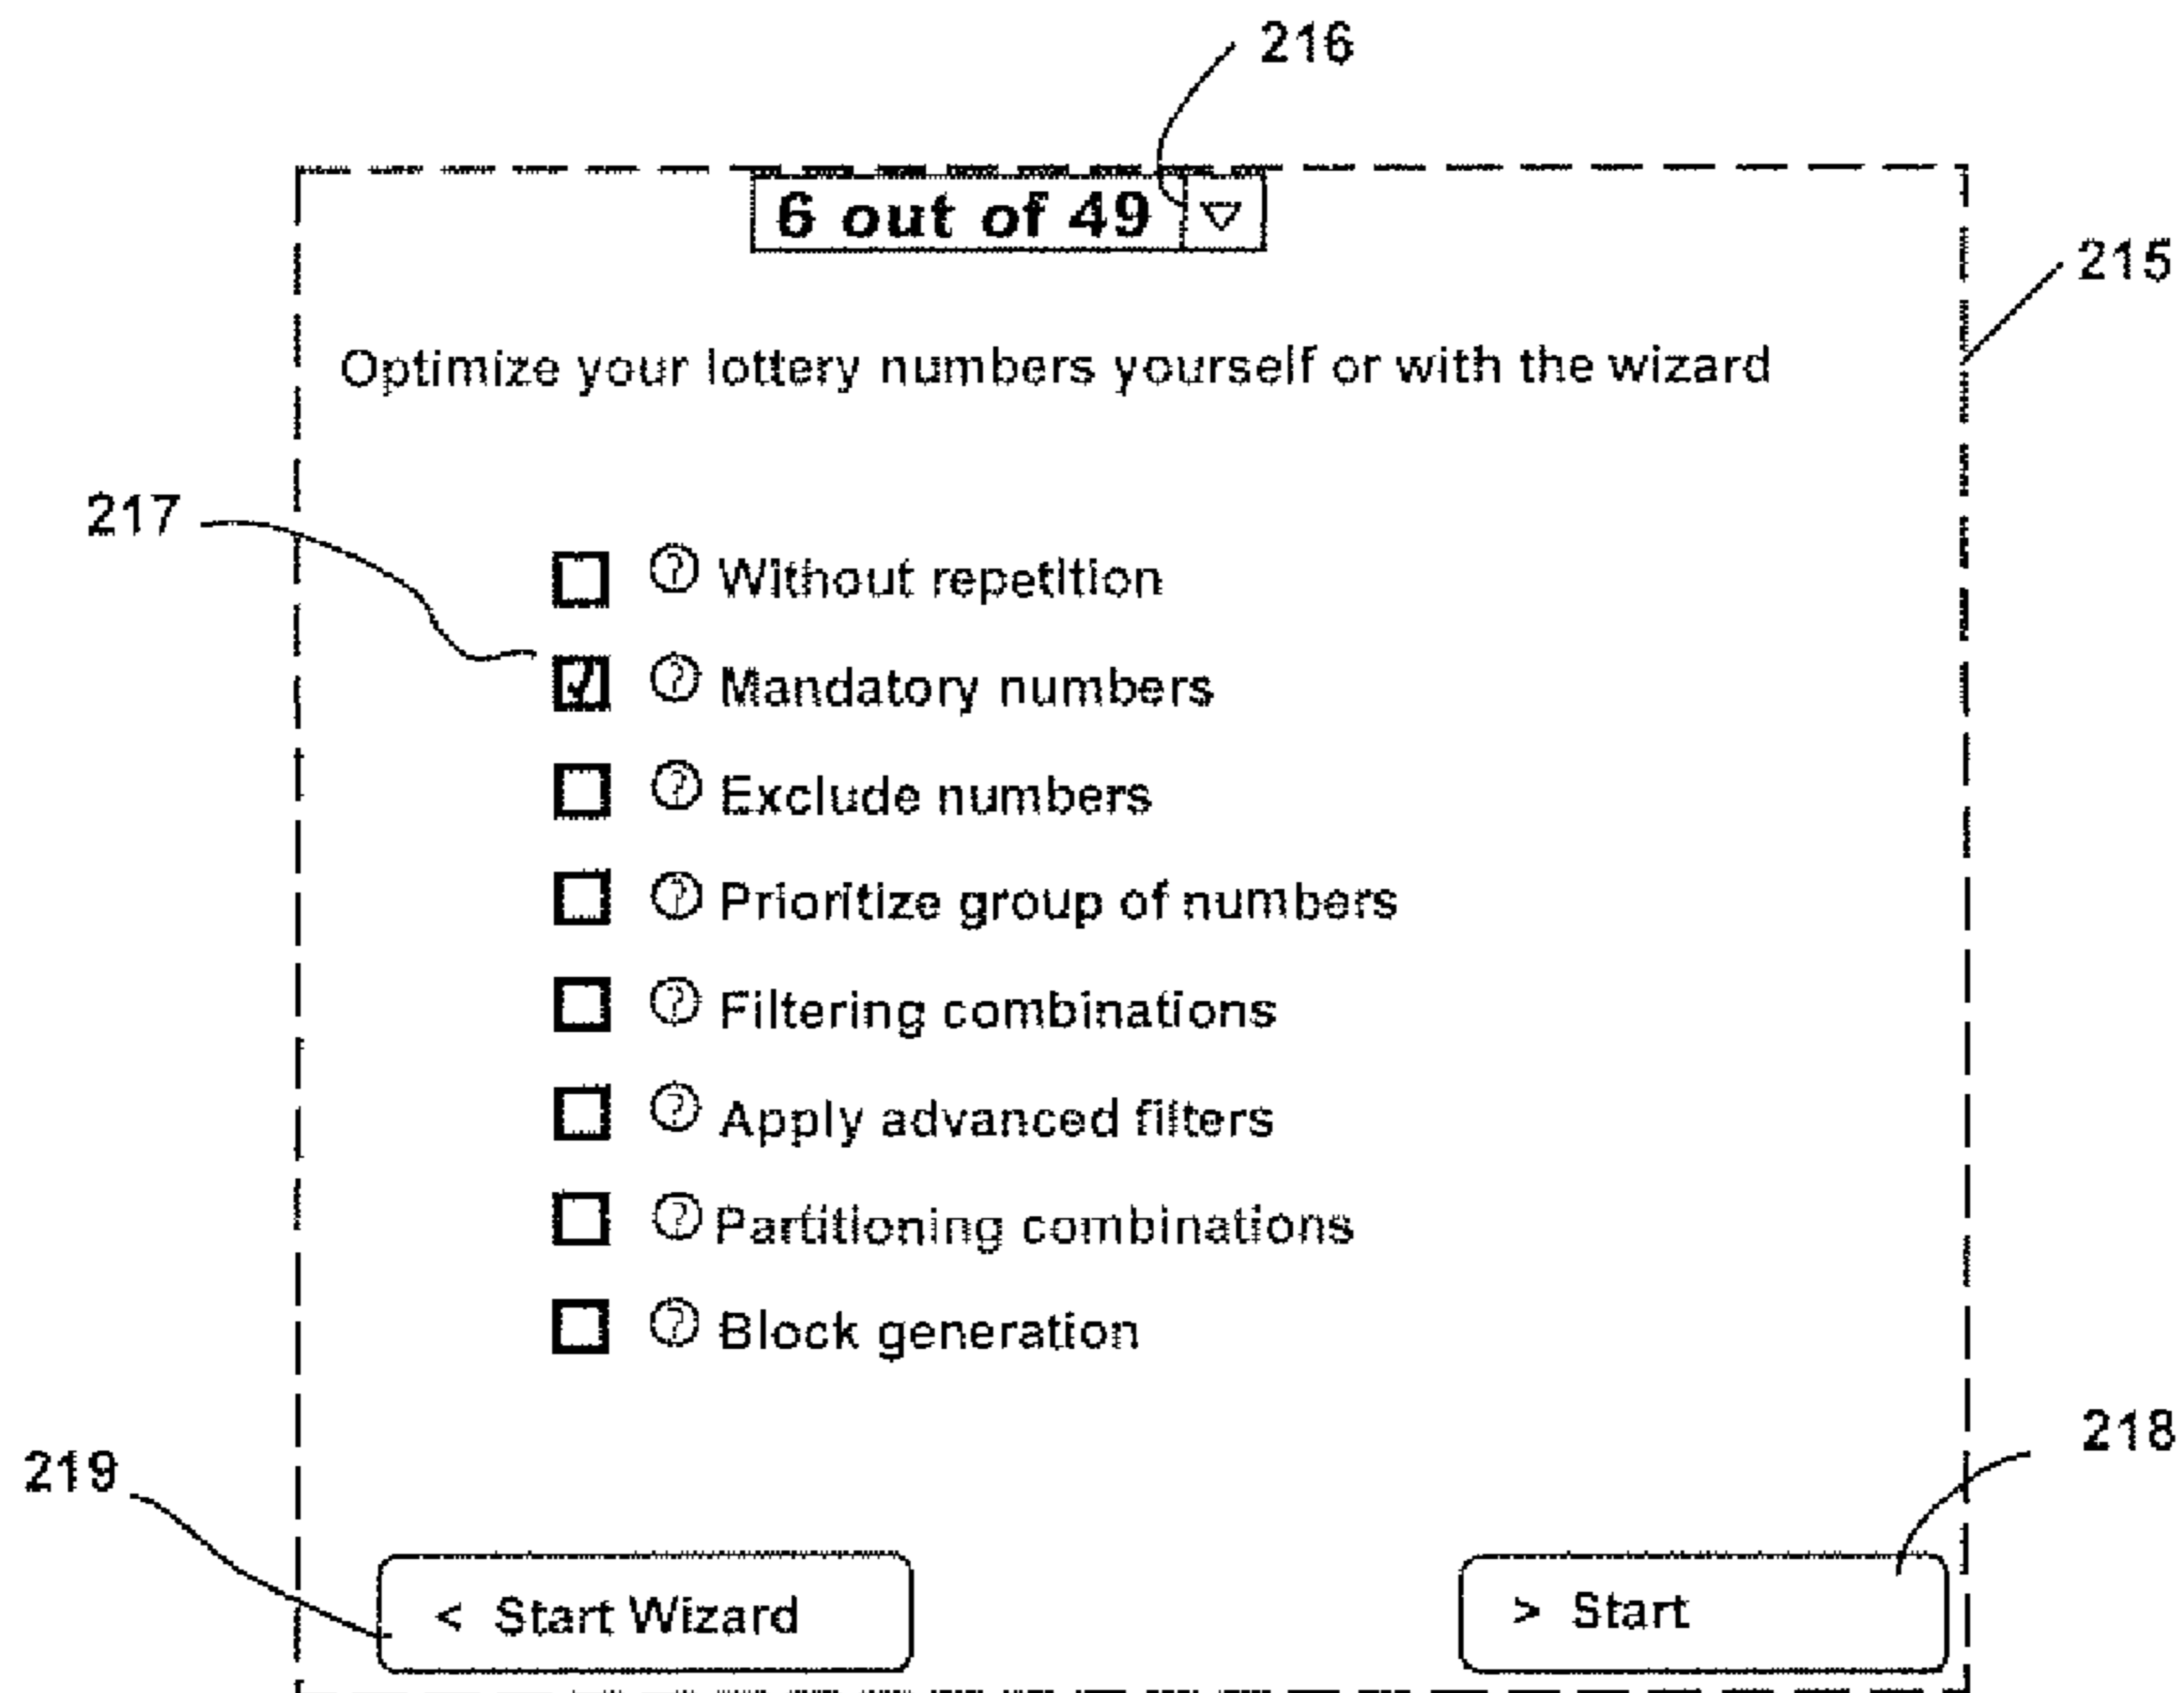 216
6 out of 49
215
Optimize your lottery numbers yourself or with the wizard
217
? Without repetition
? Mandatory numbers
? Exclude numbers
? Prioritize group of numbers
? Filtering combinations
? Apply advanced filters
? Partitioning combinations
? Block generation
218
219
< Start Wizard
> Start